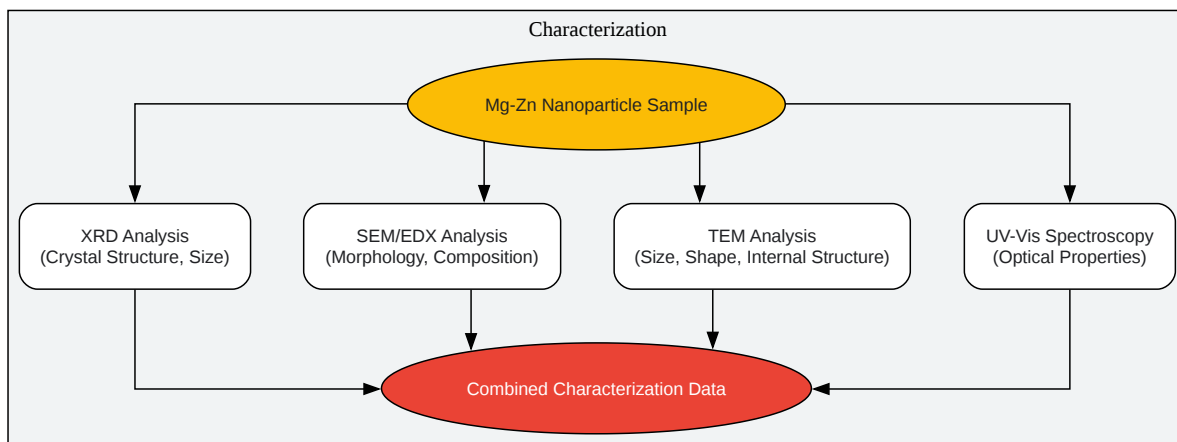 Characterization
Mg-Zn Nanoparticle Sample
XRD Analysis
(Crystal Structure, Size)
SEM/EDX Analysis
(Morphology, Composition)
TEM Analysis
(Size, Shape, Internal Structure)
UV-Vis Spectroscopy
(Optical Properties)
Combined Characterization Data